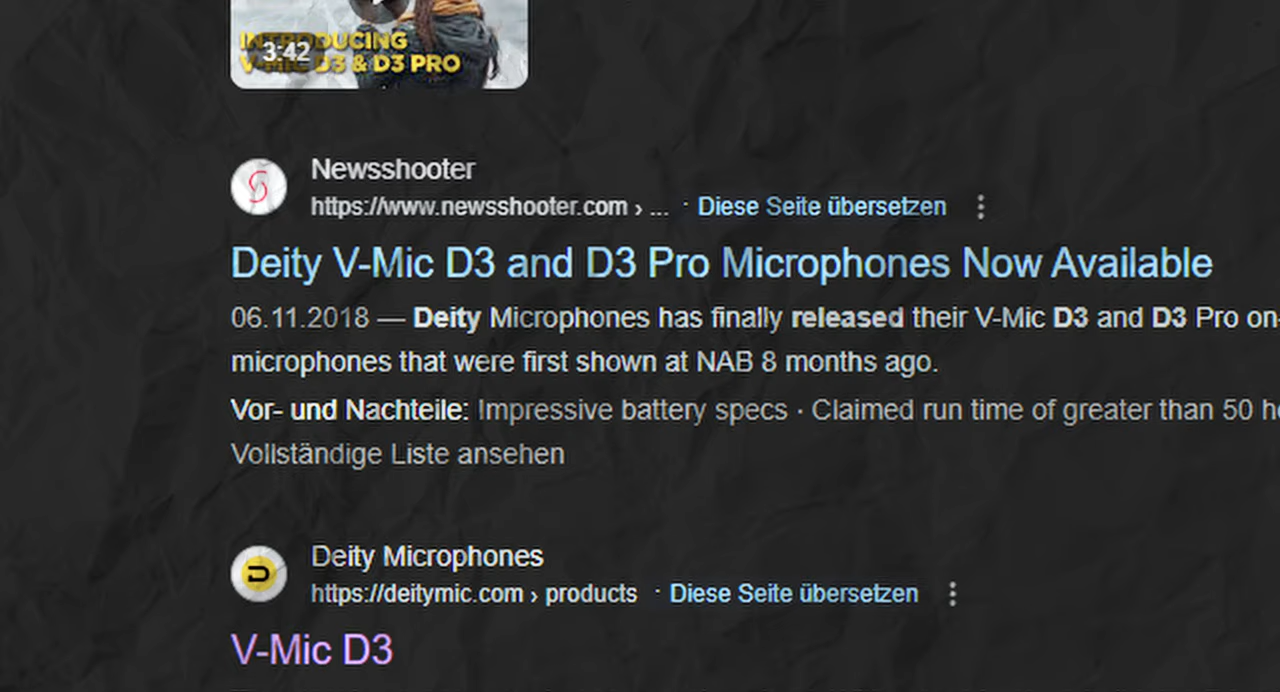 INTRODUCING
3:42
V-MIC D3 & D3 PRO
Newsshooter
https://www.newsshooter.com › ... · Diese Seite übersetzen
Deity V-Mic D3 and D3 Pro Microphones Now Available
06.11.2018 — Deity Microphones has finally released their V-Mic D3 and D3 Pro on-
microphones that were first shown at NAB 8 months ago.
Vor- und Nachteile: Impressive battery specs · Claimed run time of greater than 50
Vollständige Liste ansehen
Deity Microphones
https://deitymic.com › products · Diese Seite übersetzen
V-Mic D3